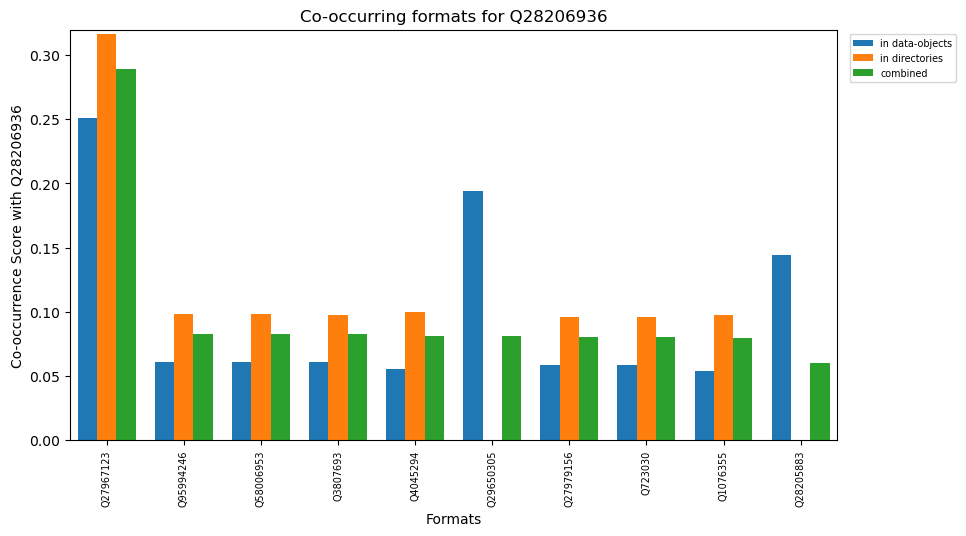 Co-occurring formats for Q28206936
in data-objects
in directories
combined
Co-occurrence Score with Q28206936
0.30
0.25
0.20
0.15
0.10
0.05
0.00
Q27967123
Q95994246
Q58006953
Q3807693
Q4045294
Q29650305
Q27979156
Q723030
Q1076355
Q28205883
Formats